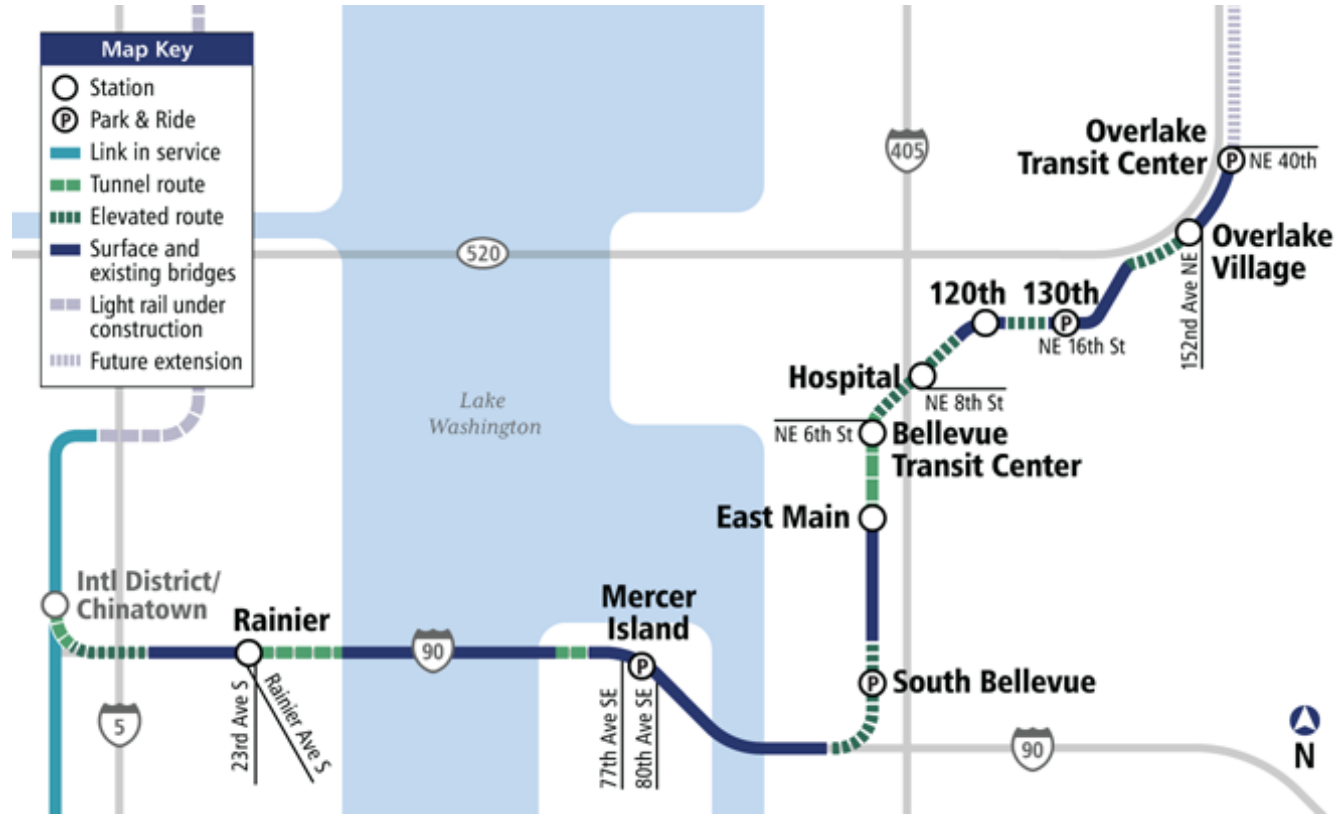 Map Key
Station
P Park & Ride
Link in service
Tunnel route
Elevated route
Surface and
existing bridges
Light rail under
construction
Future extension
405
Overlake
Transit Center
P
NE 40th
520
Overlake
Village
152nd Ave NE
120th
130th
P
NE 16th St
Hospital
NE 8th St
Lake
Washington
NE 6th St
Bellevue
Transit Center
East Main
Intl District/
Chinatown
Rainier
23rd Ave S
Rainier Ave S
90
Mercer
Island
P
77th Ave SE
80th Ave SE
P
South Bellevue
5
90
N